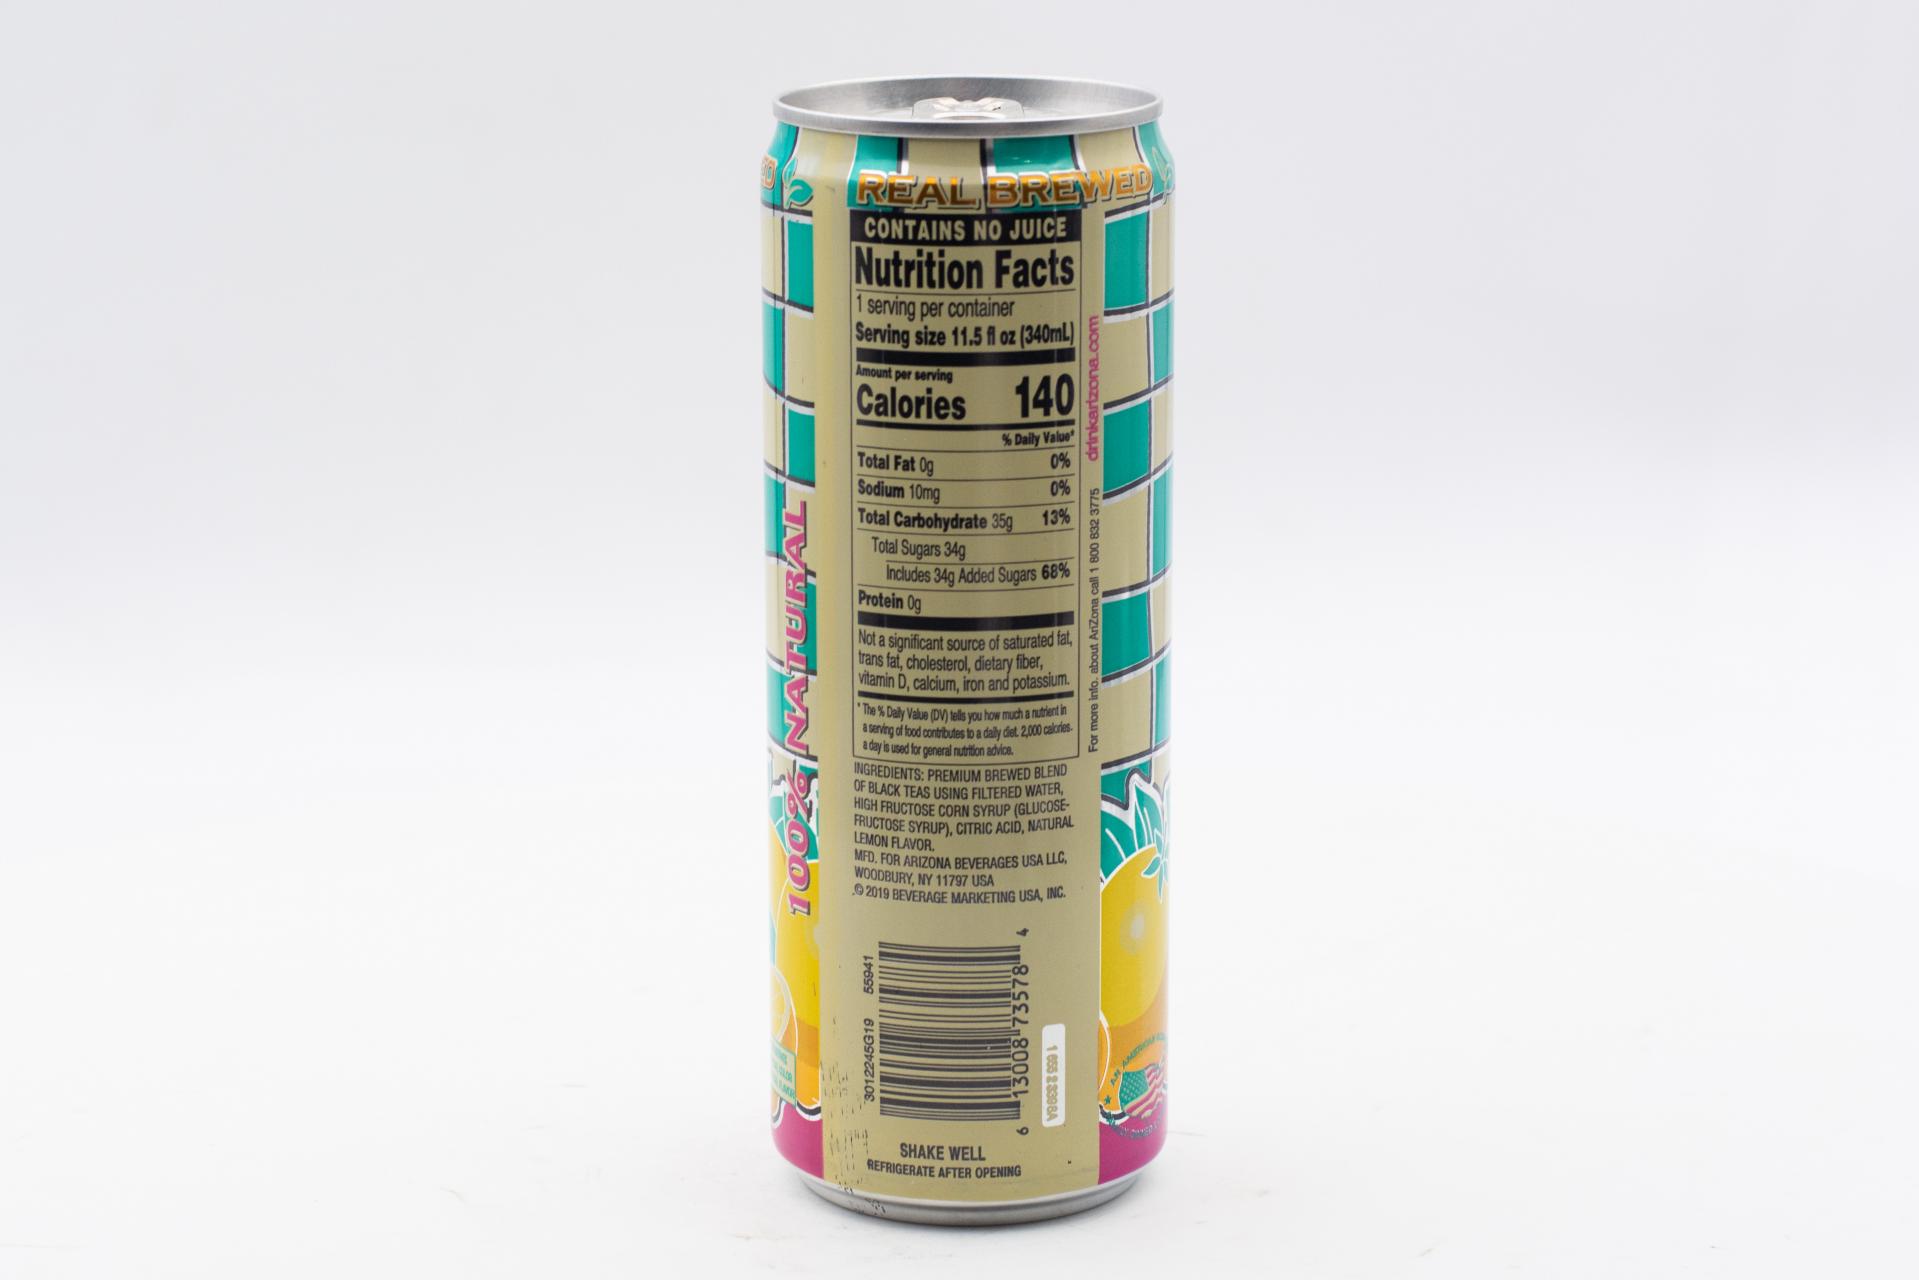 REAL BREWED
CONTAINS NO JUICE
Nutrition Facts
1 serving per container
Serving size 11.5 fl oz (340mL)
Amount per serving
Calories 140
% Daily Value*
Total Fat 0g 0%
Sodium 10mg 0%
Total Carbohydrate 35g 13%
Total Sugars 34g
Includes 34g Added Sugars 68%
Protein 0g
Not a significant source of saturated fat,
trans fat, cholesterol, dietary fiber,
vitamin D, calcium, iron and potassium.
* The % Daily Value (DV) tells you how much a nutrient in
a serving of food contributes to a daily diet. 2,000 calories
a day is used for general nutrition advice.
INGREDIENTS: PREMIUM BREWED BLEND
OF BLACK TEAS USING FILTERED WATER,
HIGH FRUCTOSE CORN SYRUP (GLUCOSE-
FRUCTOSE SYRUP), CITRIC ACID, NATURAL
LEMON FLAVOR.
MFD. FOR ARIZONA BEVERAGES USA LLC,
WOODBURY, NY 11797 USA
© 2019 BEVERAGE MARKETING USA, INC.
3012245G19 55941
6 13008 73578 4
SHAKE WELL
REFRIGERATE AFTER OPENING
100% NATURAL
For more info. about AriZona call 1 800 832 3775
drinkarizona.com
AN AMERICAN